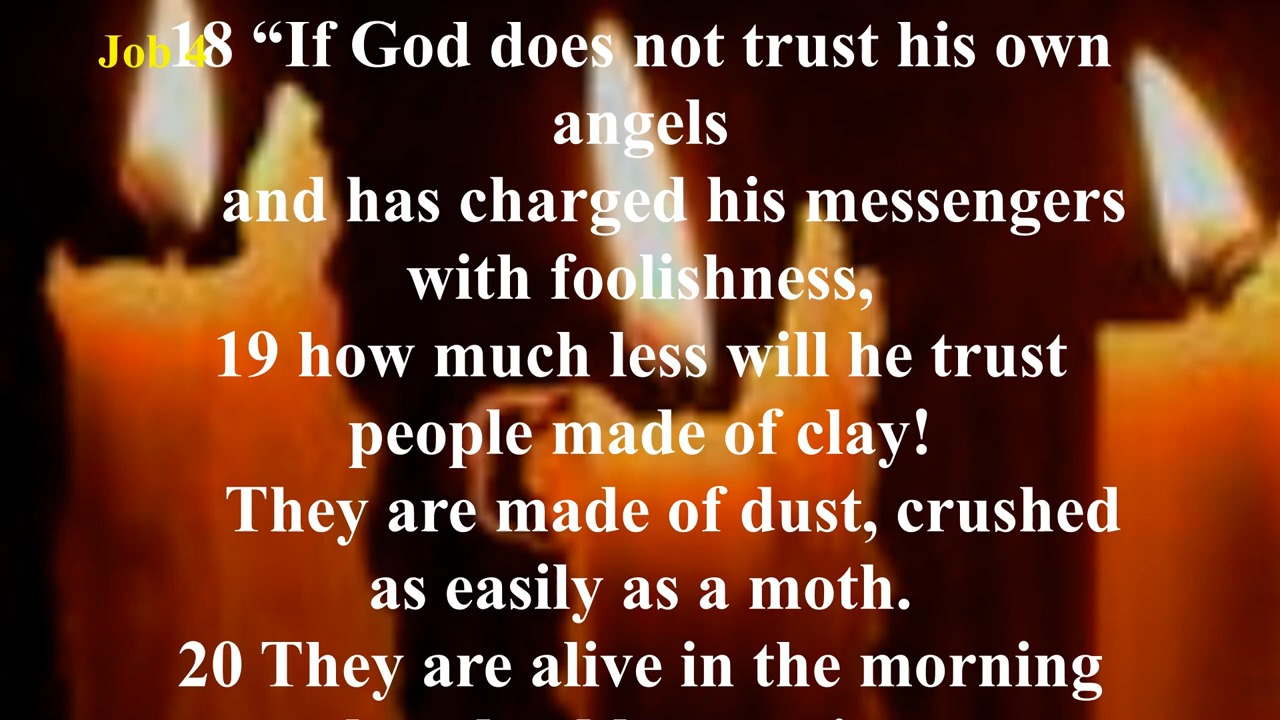 Job 4
18 “If God does not trust his own
angels
and has charged his messengers
with foolishness,
19 how much less will he trust
people made of clay!
They are made of dust, crushed
as easily as a moth.
20 They are alive in the morning